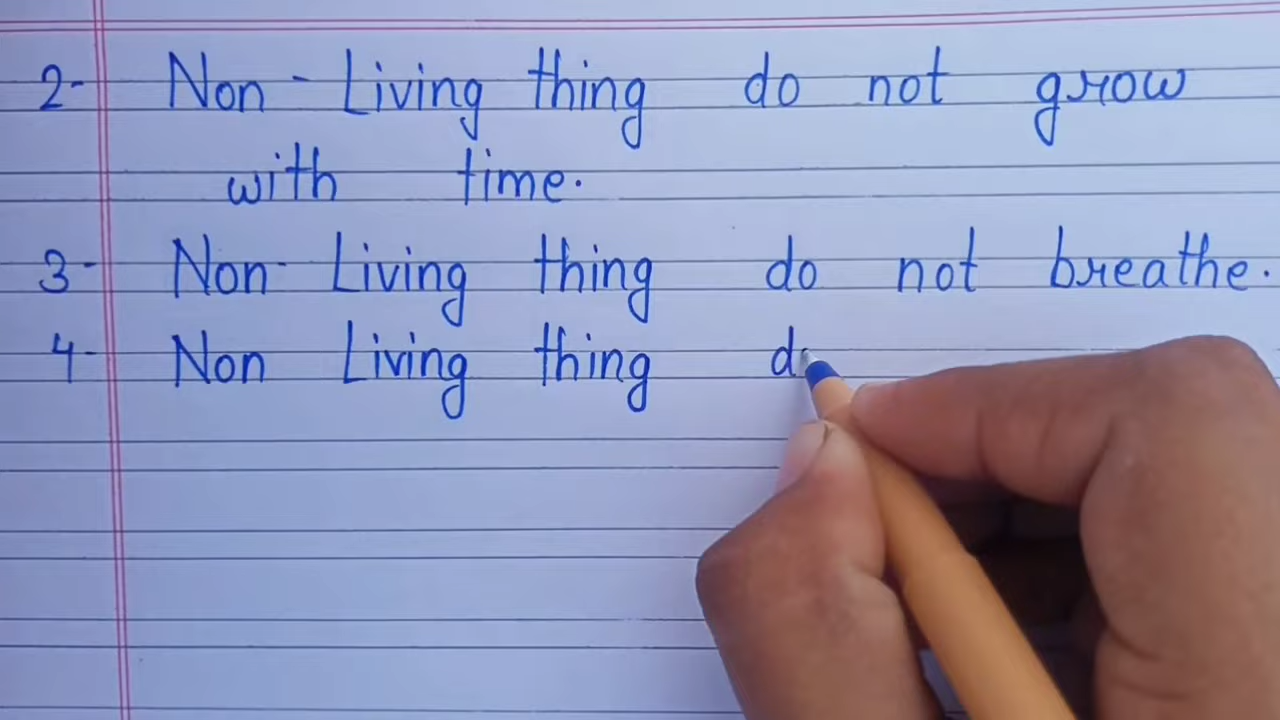 2- Non-Living thing do not grow
with time.
3- Non-Living thing do not breathe.
4- Non Living thing do